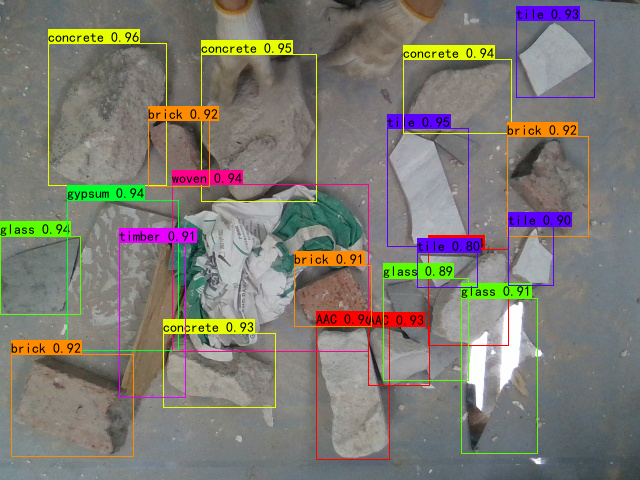 tile 0.93
concrete 0.96
concrete 0.95
concrete 0.94
brick 0.92
tile 0.95
brick 0.92
woven 0.94
gypsum 0.94
glass 0.94
timber 0.91
tile 0.90
tile 0.80
brick 0.91
glass 0.89
glass 0.91
AAC 0.9
AAC 0.93
concrete 0.93
brick 0.92